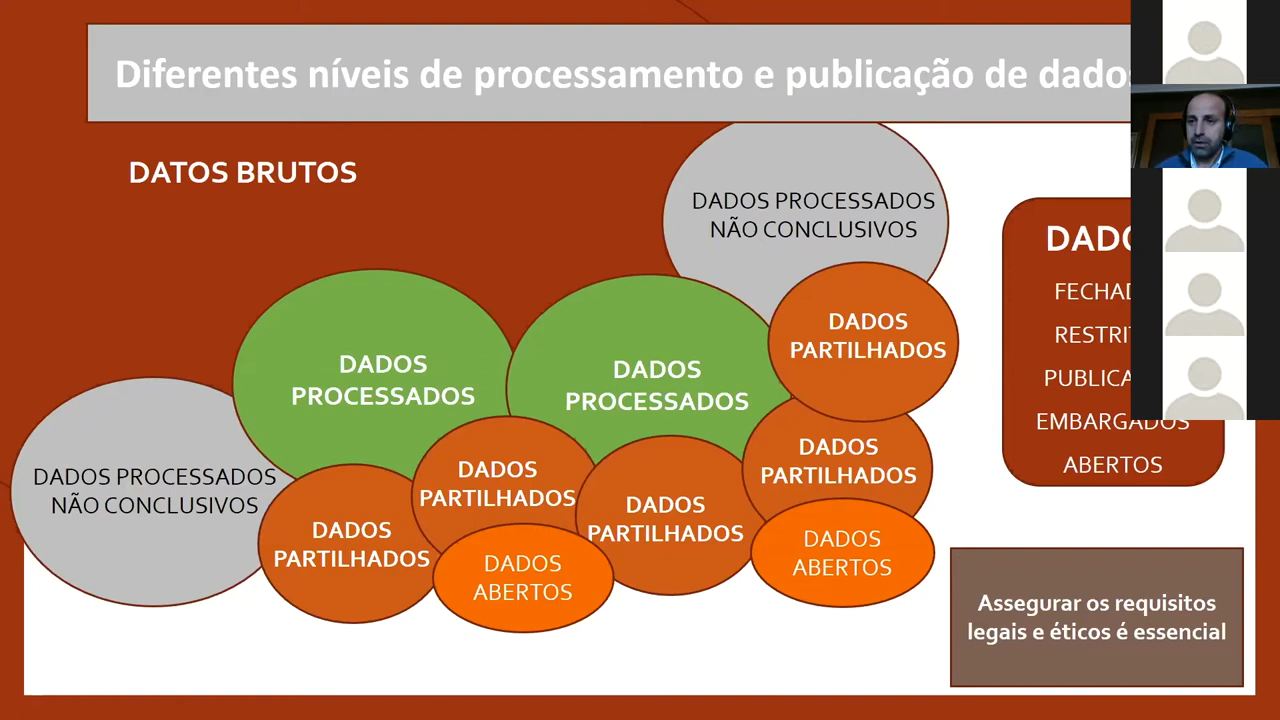 Diferentes níveis de processamento e publicação de
DATOS BRUTOS
DADOS PROCESSADOS
NÃO CONCLUSIVOS
DADOS
PARTILHADOS
DADOS
PROCESSADOS
DADOS
PROCESSADOS
DADOS PROCESSADOS
NÃO CONCLUSIVOS
DADOS
PARTILHADOS
DADOS
PARTILHADOS
DADOS
PARTILHADOS
DADOS
PARTILHADOS
DADOS
ABERTOS
DADOS
ABERTOS
EMBARGADOS
ABERTOS
Assegurar os requisitos
legais e éticos é essencial